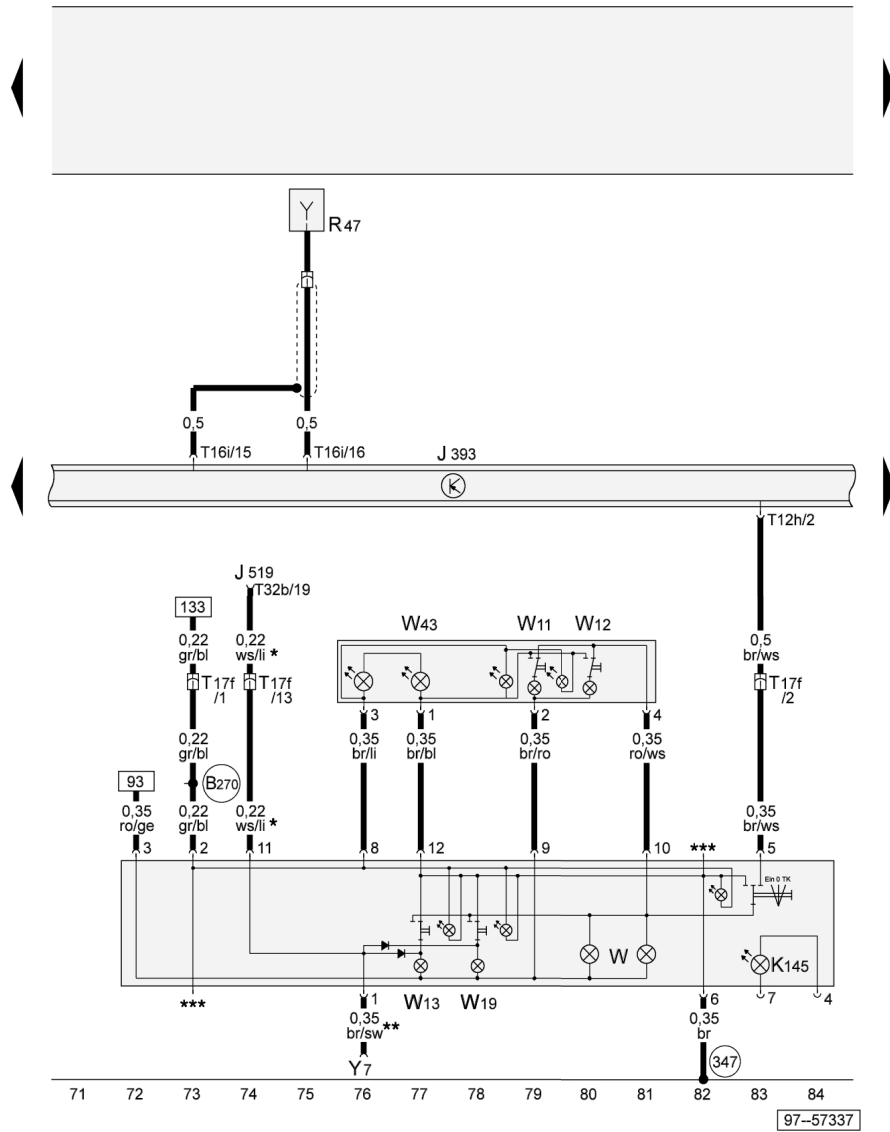 R47
0,5 0,5
T16i/15 T16i/16 J 393
T12h/2
J 519
T32b/19
133
W43 W11 W12
0,22 0,22 0,5
gr/bl ws/li * br/ws
T17f T17f T17f
/1 /13 /2
3 1 2 4
0,22 0,35 0,35 0,35 0,35
gr/bl br/li br/bl br/ro ro/ws
93 B270
0,35 0,22 0,22 0,35
ro/ge gr/bl ws/li * br/ws
3 2 11 8 12 9 10 *** 5
Ein 0 TK
W K145
*** 1 W13 W19 6 7 4
0,35 0,35
br/sw ** br
Y7 347
71 72 73 74 75 76 77 78 79 80 81 82 83 84
97--57337